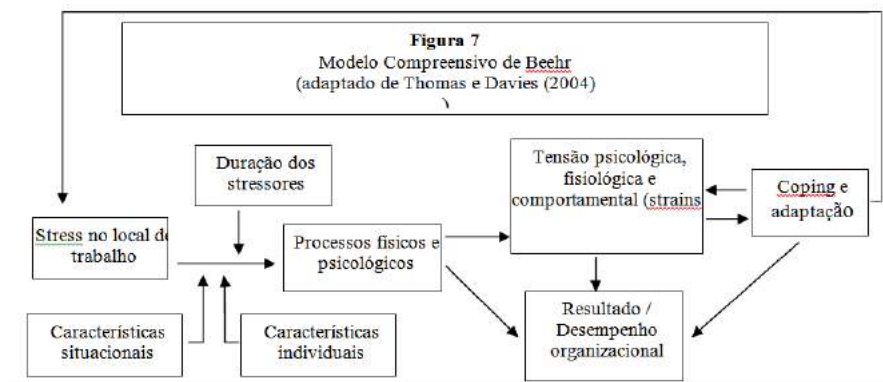 Figura 7
Modelo Compreensivo de Beehr
(adaptado de Thomas e Davies (2004)
)
Duração dos
stressores
Tensão psicológica,
fisiológica e
comportamental (strains
Coping e
adaptação
Stress no local de
trabalho
Processos físicos e
psicológicos
Características
situacionais
Características
individuais
Resultado /
Desempenho
organizacional